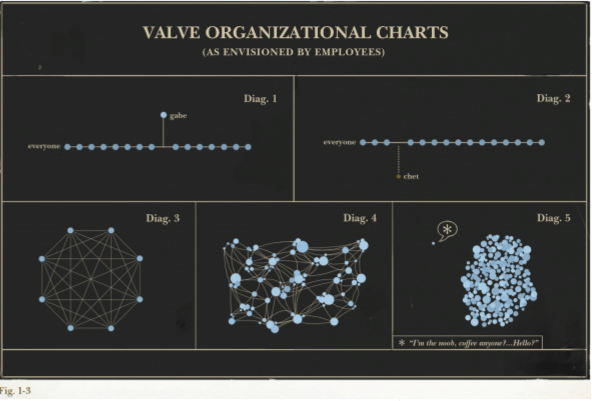 VALVE ORGANIZATIONAL CHARTS
(AS ENVISIONED BY EMPLOYEES)
Diag. 1
gabe
everyone
Diag. 2
everyone
chet
Diag. 3
Diag. 4
Diag. 5
*
* "I'm the noob, coffee anyone?...Hello?"
Fig. 1-3